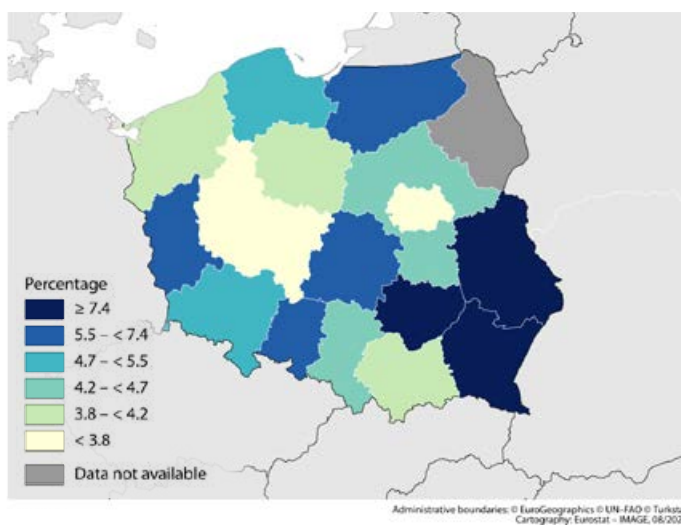 Percentage
≥ 7.4
5.5 – < 7.4
4.7 – < 5.5
4.2 – < 4.7
3.8 – < 4.2
< 3.8
Data not available
Administrative boundaries: © EuroGeographics © UN–FAO © Turksta
Cartography: Eurostat – IMAGE, 08/202